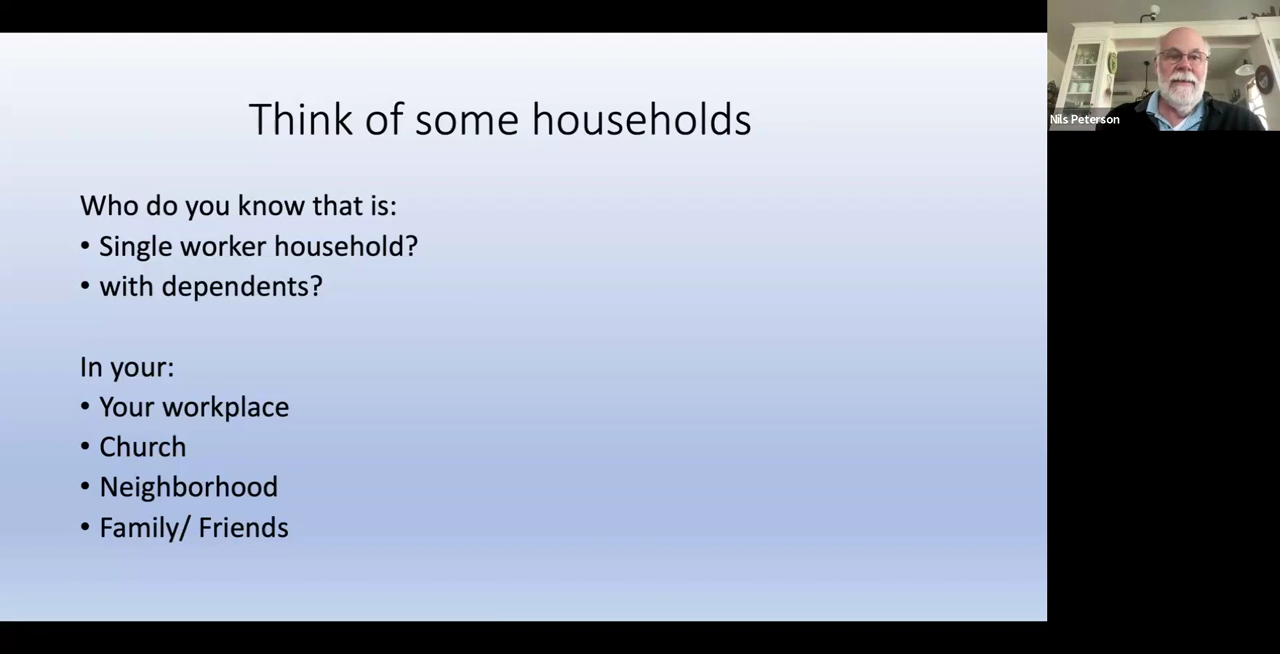 Think of some households
Who do you know that is:
• Single worker household?
• with dependents?
In your:
• Your workplace
• Church
• Neighborhood
• Family/ Friends
Nils Peterson